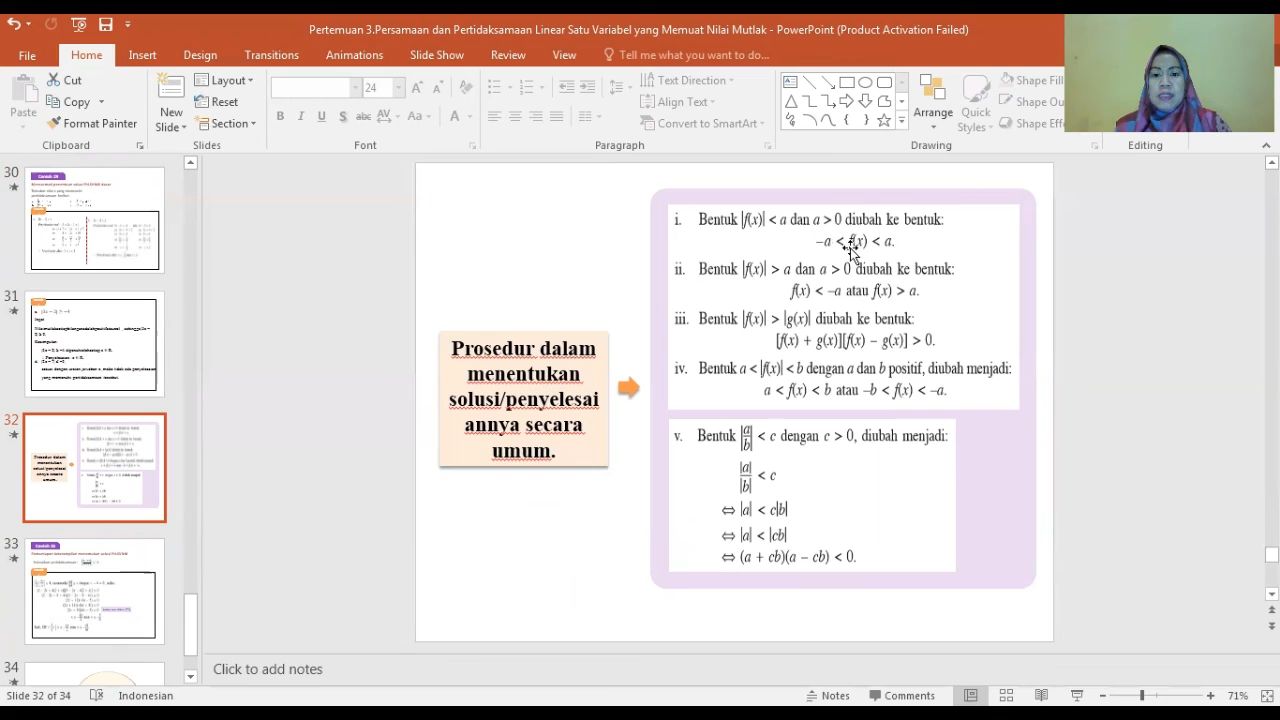 Pertemuan 3.Persamaan dan Pertidaksamaan Linear Satu Variabel yang Memuat Nilai Mutlak - PowerPoint (Product Activation Failed)
File Home Insert Design Transitions Animations Slide Show Review View Tell me what you want to do...
Cut
Copy
Format Painter
Paste
Clipboard
New
Slide
Layout
Reset
Section
Slides
24
Font
Text Direction
Align Text
Convert to SmartArt
Paragraph
Arrange
Quick
Styles
Shape Fill
Shape Ou
Shape Effe
Drawing
Editing
30
31
32
33
34
Prosedur dalam
menentukan
solusi/penyelesai
annya secara
umum.
i. Bentuk |f(x)| < a dan a > 0 diubah ke bentuk:
–a < f(x) < a.
ii. Bentuk |f(x)| > a dan a > 0 diubah ke bentuk:
f(x) < –a atau f(x) > a.
iii. Bentuk |f(x)| > |g(x)| diubah ke bentuk:
[f(x) + g(x)][f(x) – g(x)] > 0.
iv. Bentuk a < |f(x)| < b dengan a dan b positif, diubah menjadi:
a < f(x) < b atau –b < f(x) < –a.
v. Bentuk |a|/|b| < c dengan c > 0, diubah menjadi:
|a|/|b| < c
⇔ |a| < c|b|
⇔ |a| < |cb|
⇔ (a + cb)(a – cb) < 0.
Click to add notes
Slide 32 of 34 Indonesian Notes Comments 71%